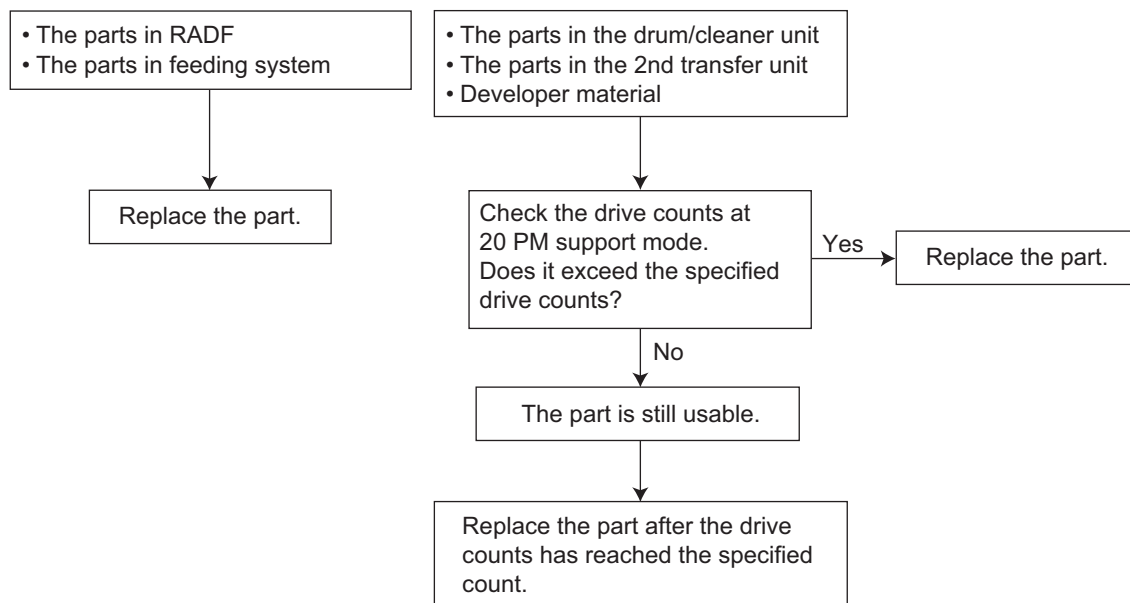 • The parts in RADF
• The parts in feeding system
Replace the part.
• The parts in the drum/cleaner unit
• The parts in the 2nd transfer unit
• Developer material
Check the drive counts at
20 PM support mode.
Does it exceed the specified
drive counts?
Yes
Replace the part.
No
The part is still usable.
Replace the part after the drive
counts has reached the specified
count.